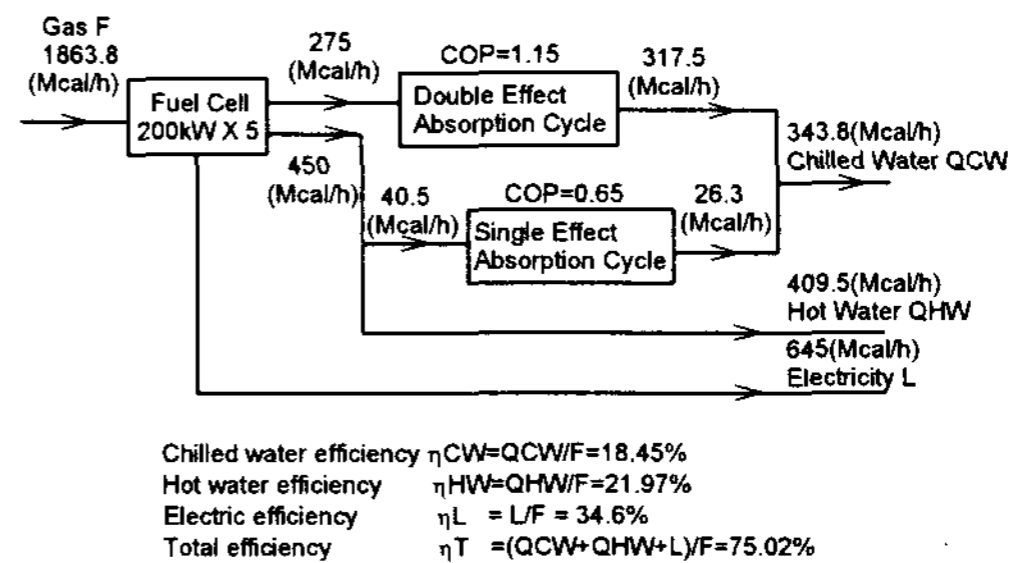 Gas F
1863.8
(Mcal/h)
Fuel Cell
200kW X 5
275
(Mcal/h)
COP=1.15
Double Effect
Absorption Cycle
317.5
(Mcal/h)
343.8(Mcal/h)
Chilled Water QCW
450
(Mcal/h)
40.5
(Mcal/h)
COP=0.65
Single Effect
Absorption Cycle
26.3
(Mcal/h)
409.5(Mcal/h)
Hot Water QHW
645(Mcal/h)
Electricity L
Chilled water efficiency ηCW=QCW/F=18.45%
Hot water efficiency ηHW=QHW/F=21.97%
Electric efficiency ηL = L/F = 34.6%
Total efficiency ηT =(QCW+QHW+L)/F=75.02%